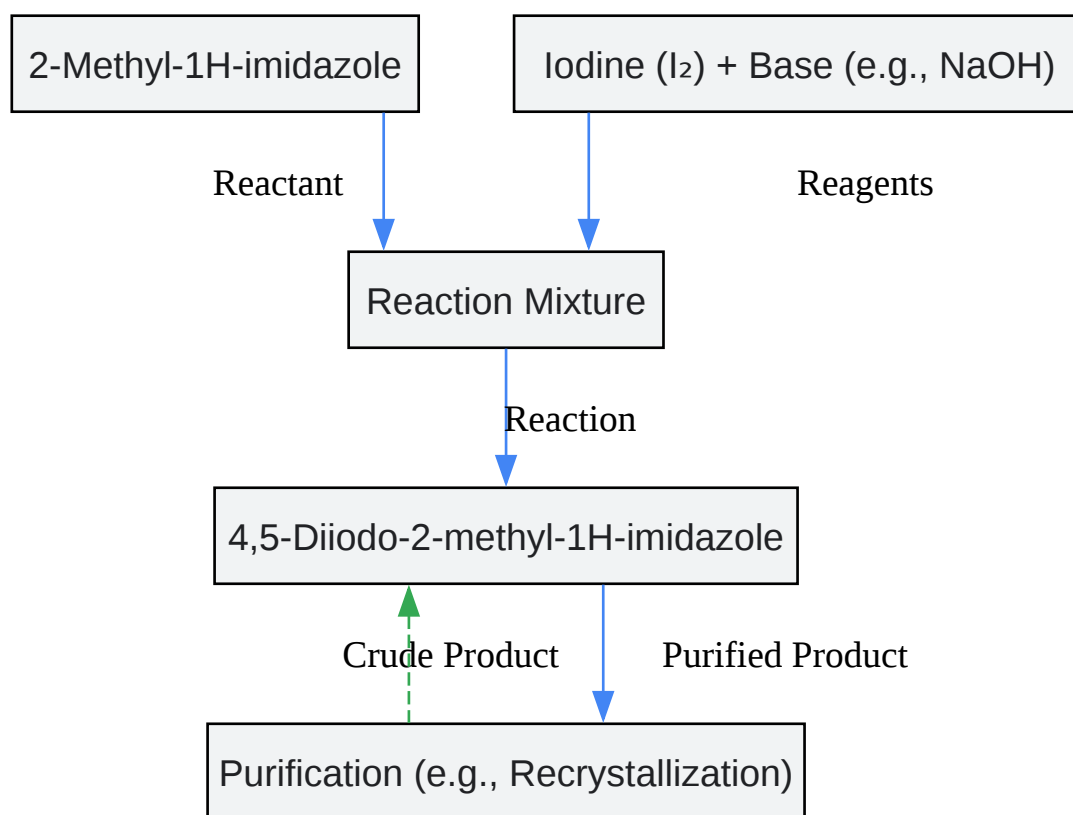 2-Methyl-1H-imidazole
Iodine (I₂) + Base (e.g., NaOH)
Reactant
Reagents
Reaction Mixture
Reaction
4,5-Diiodo-2-methyl-1H-imidazole
Crude Product
Purified Product
Purification (e.g., Recrystallization)